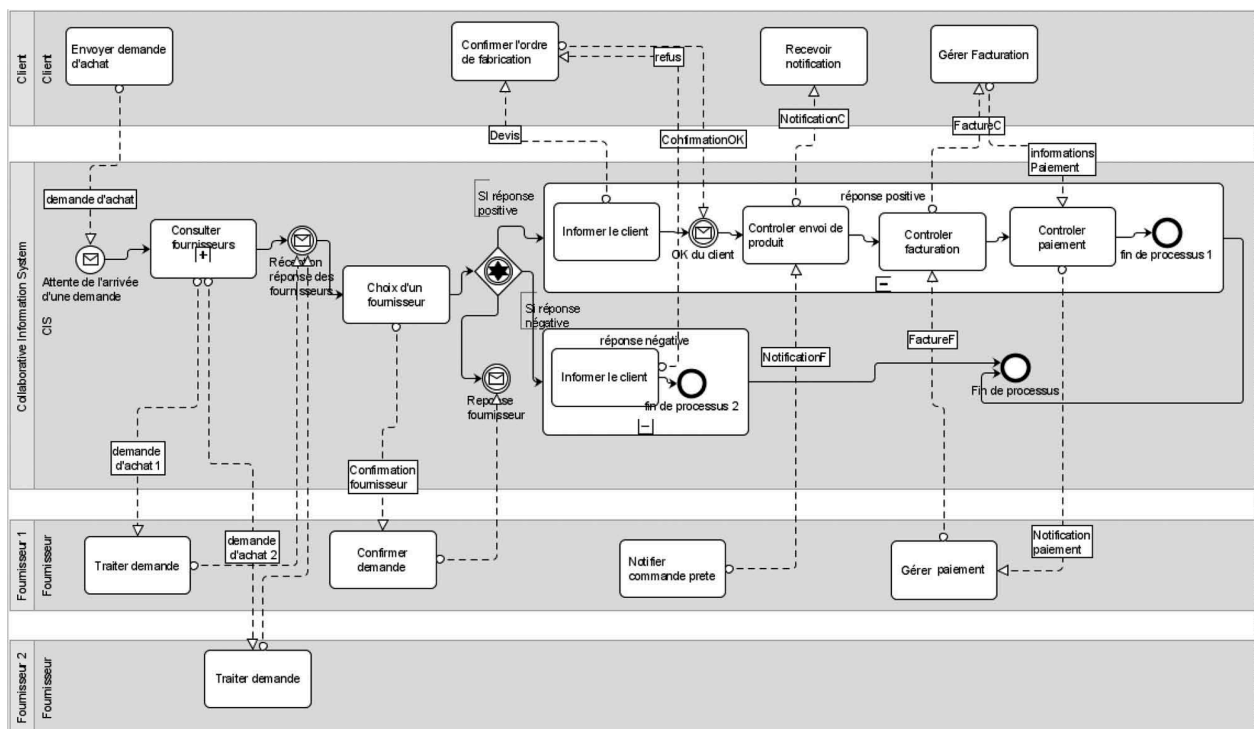 Client
Client
Envoyer demande
d'achat
Confirmer l'ordre
de fabrication
refus
Recevoir
notification
Gérer Facturation
Devis
ConfirmationOK
NotificationC
FactureC
informations
Paiement
Collaborative Information System
CIS
demande d'achat
Attente de l'arrivée
d'une demande
Consulter
fournisseurs
Réception
réponse des
fournisseurs
Choix d'un
fournisseur
SI réponse
positive
Si réponse
négative
réponse positive
Informer le client
OK du client
Controler envoi de
produit
Controler
facturation
Controler
paiement
fin de processus 1
réponse négative
Informer le client
fin de processus 2
Reponse
fournisseur
NotificationF
FactureF
Fin de processus
demande
d'achat 1
Confirmation
fournisseur
Fournisseur 1
Fournisseur
Traiter demande
demande
d'achat 2
Confirmer
demande
Notifier
commande prete
Gérer paiement
Notification
paiement
Fournisseur 2
Fournisseur
Traiter demande